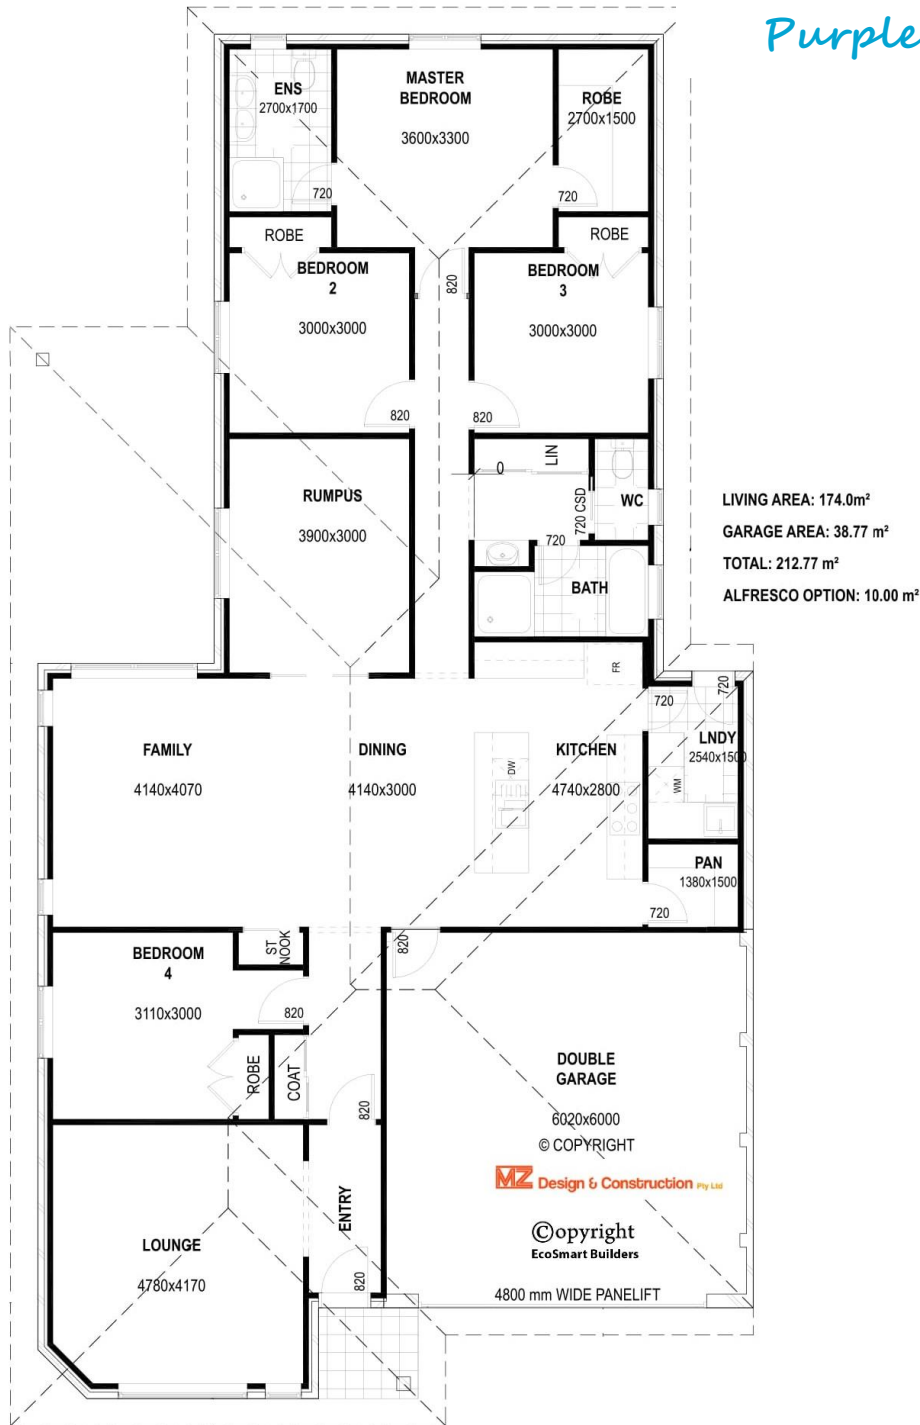 Purple
ENS
2700x1700
MASTER
BEDROOM
3600x3300
ROBE
2700x1500
720
720
ROBE
ROBE
BEDROOM
2
3000x3000
820
BEDROOM
3
3000x3000
820
820
RUMPUS
3900x3000
LIN
0
WC
720 CSD
720
BATH
LIVING AREA: 174.0m²
GARAGE AREA: 38.77 m²
TOTAL: 212.77 m²
ALFRESCO OPTION: 10.00 m²
FR
720
720
FAMILY
4140x4070
DINING
4140x3000
KITCHEN
4740x2800
DW
LNDY
2540x1500
WM
PAN
1380x1500
720
ST
NOOK
820
BEDROOM
4
3110x3000
820
ROBE
COAT
820
DOUBLE
GARAGE
6020x6000
© COPYRIGHT
MZ Design & Construction Pty Ltd
Copyright
EcoSmart Builders
4800 mm WIDE PANELIFT
ENTRY
820
LOUNGE
4780x4170